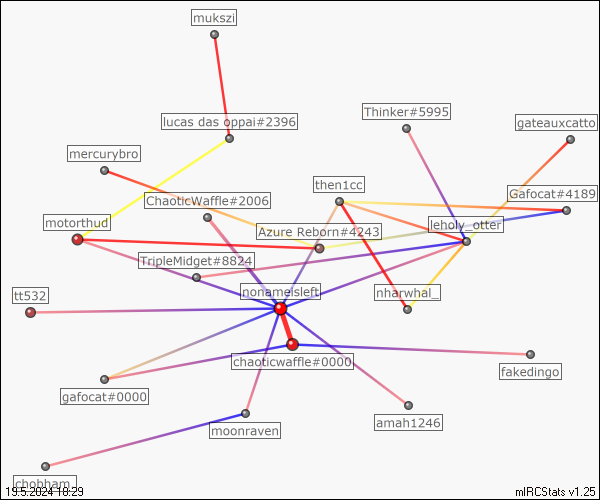 mukszi
lucas das oppai#2396
Thinker#5995
gateauxcatto
mercurybro
then1cc
Gafocat#4189
ChaoticWaffle#2006
motorthud
leholy_otter
Azure Reborn#4243
TripleMidget#8824
nonameisleft
tt532
nharwhal_
chaoticwaffle#0000
fakedingo
gafocat#0000
amah1246
moonraven
chobham_
19.5.2024 18:29
mIRCStats v1.25